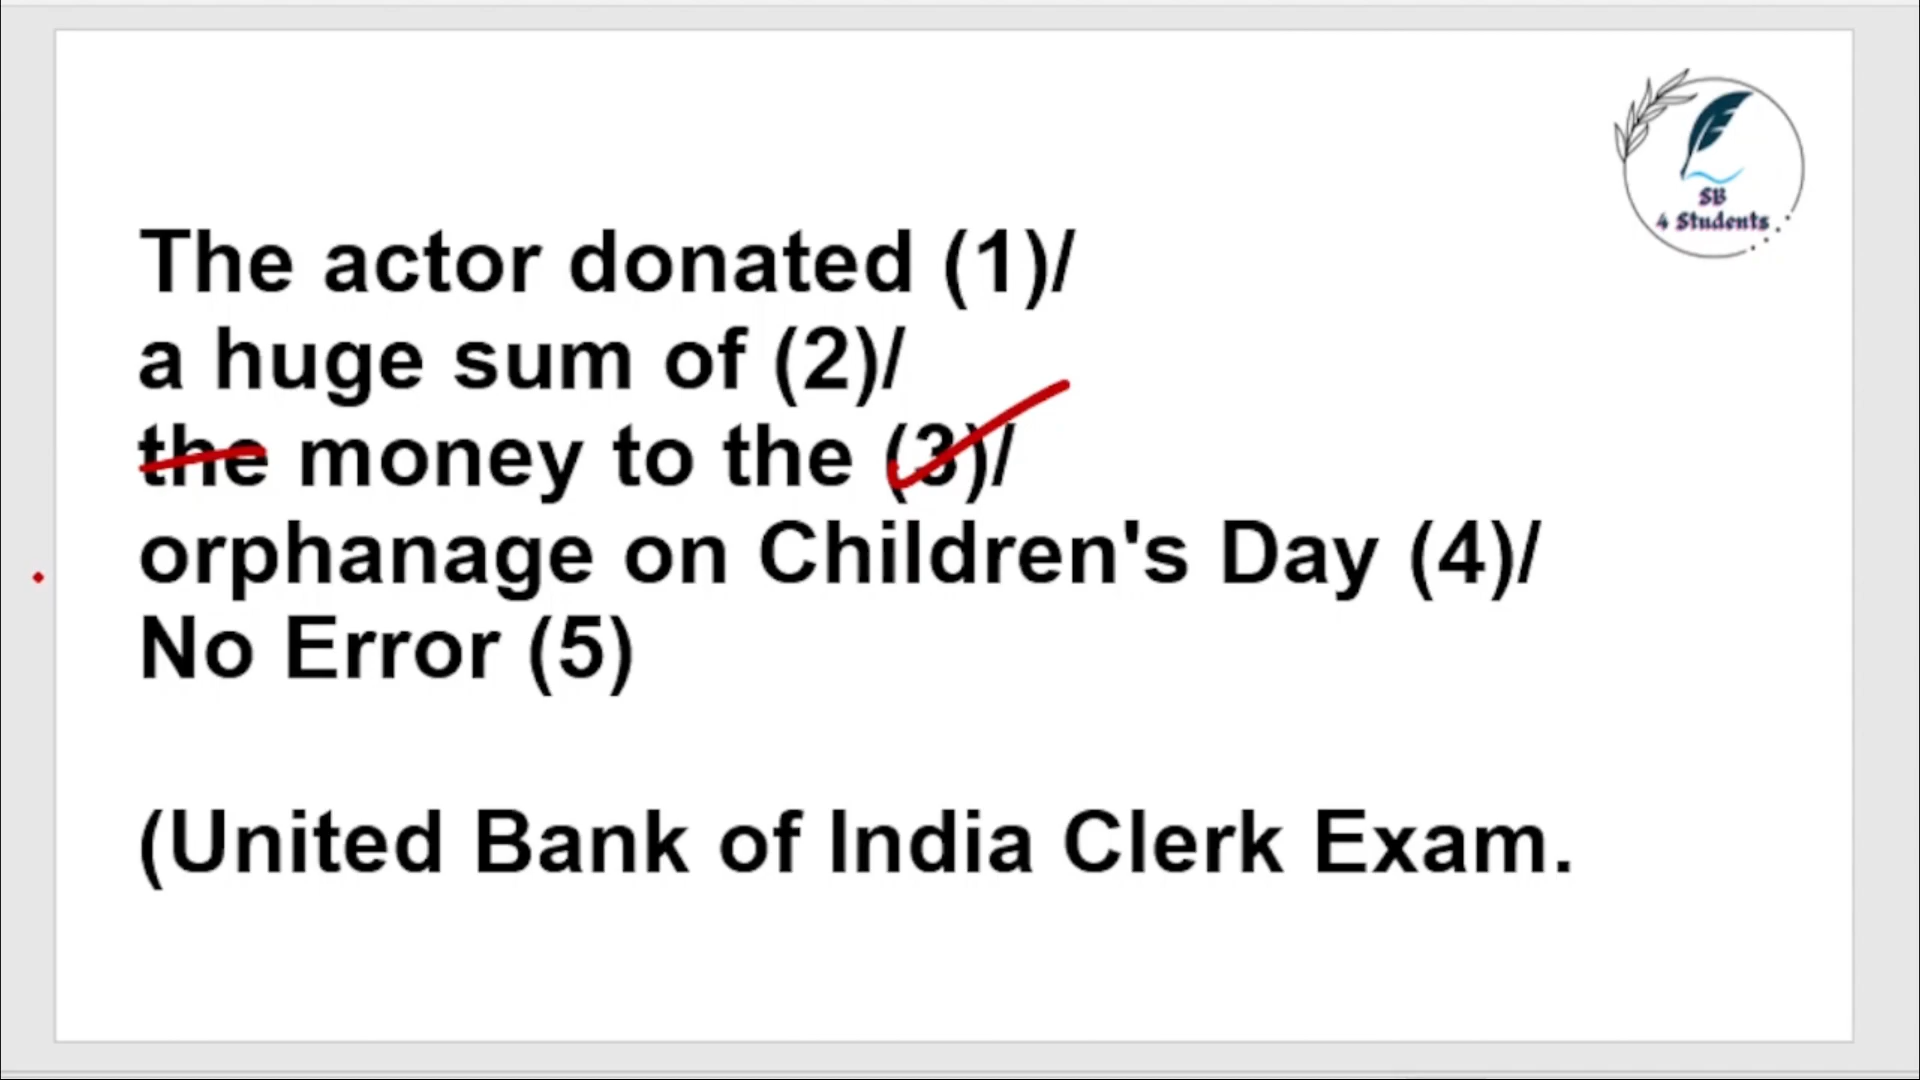 SB
4 Students
The actor donated (1)/
a huge sum of (2)/
the money to the (3)/
orphanage on Children's Day (4)/
No Error (5)
(United Bank of India Clerk Exam.